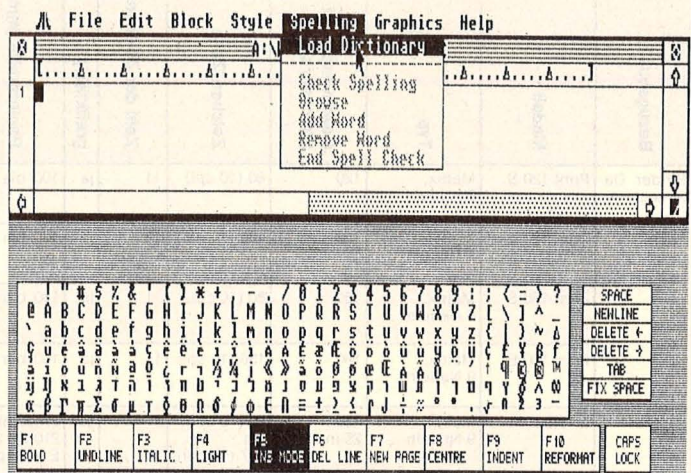 File Edit Block Style Spelling Graphics Help
A:\
Load Dictionary
Check Spelling
Browse
Add Word
Remove Word
End Spell Check
1
! " # $ % & ' ( ) * + , - . / 0 1 2 3 4 5 6 7 8 9 : ; < = > ?
@ A B C D E F G H I J K L M N O P Q R S T U V W X Y Z [ \ ] ^ _
` a b c d e f g h i j k l m n o p q r s t u v w x y z { | } ~ Δ
SPACE
NEWLINE
DELETE ←
DELETE →
TAB
FIX SPACE
F1 BOLD
F2 UNDLINE
F3 ITALIC
F4 LIGHT
F5 INS MODE
F6 DEL LINE
F7 NEW PAGE
F8 CENTRE
F9 INDENT
F10 REFORMAT
CAPS LOCK